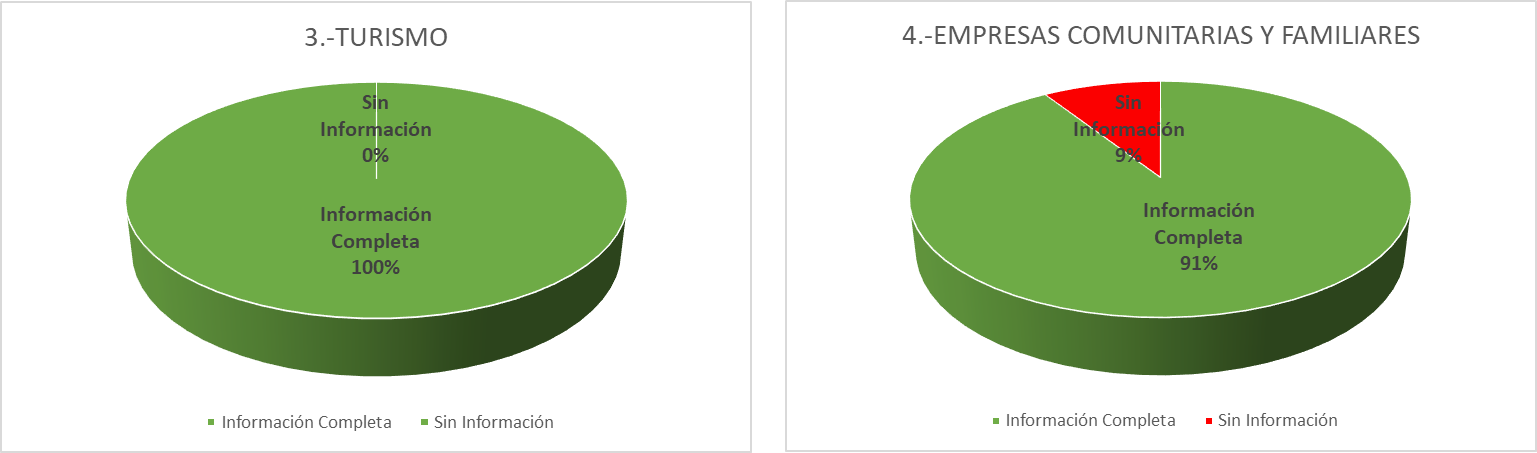 3.-TURISMO
Sin
Información
0%
Información
Completa
100%
Información Completa
Sin Información
4.-EMPRESAS COMUNITARIAS Y FAMILIARES
Sin
Información
9%
Información
Completa
91%
Información Completa
Sin Información